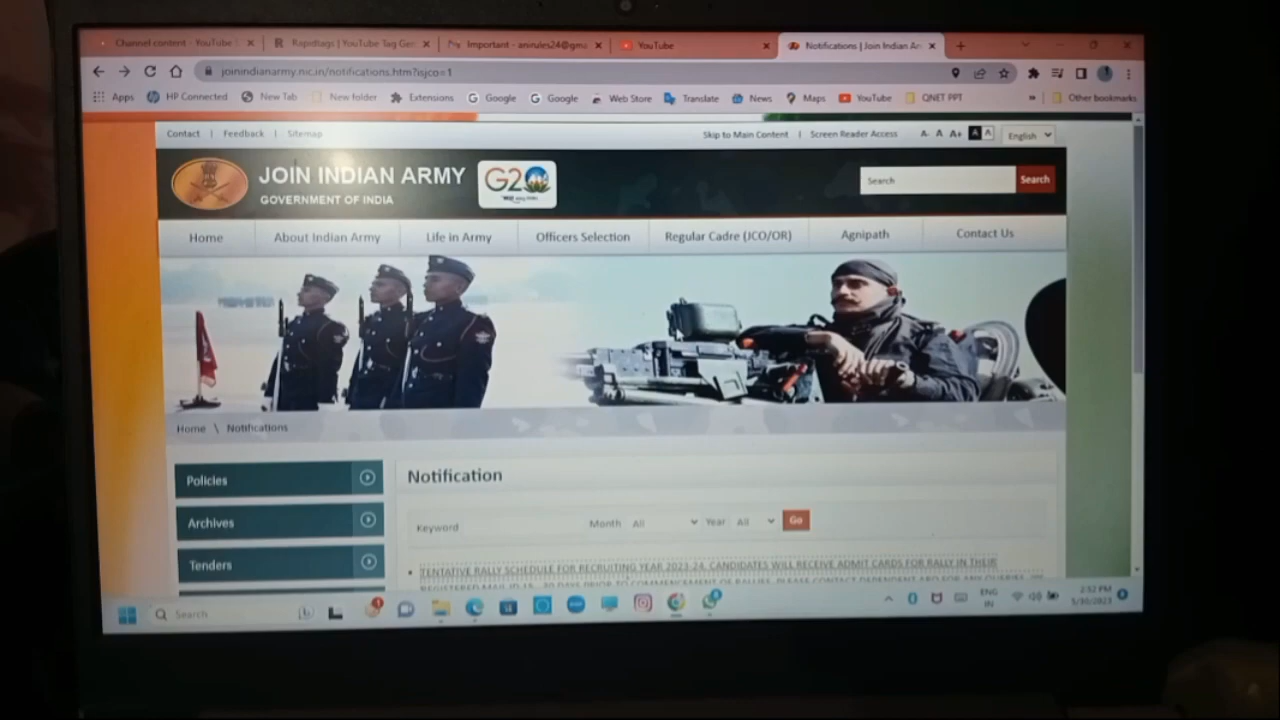 Channel content - YouTube
Rapidtags | YouTube Tag Gen
Important - anirules24@gma
YouTube
Notifications | Join Indian Ar
joinindianarmy.nic.in/notifications.htm?isjco=1
Apps HP Connected New Tab New folder Extensions Google Google Web Store Translate News Maps YouTube QNET PPT » Other bookmarks
Contact | Feedback | Sitemap Skip to Main Content | Screen Reader Access A- A A+ A A English
JOIN INDIAN ARMY
GOVERNMENT OF INDIA
G20
Search Search
Home About Indian Army Life in Army Officers Selection Regular Cadre (JCO/OR) Agnipath Contact Us
Home \ Notifications
Policies
Archives
Tenders
Notification
Keyword Month All Year All Go
TENTATIVE RALLY SCHEDULE FOR RECRUITING YEAR 2023-24. CANDIDATES WILL RECEIVE ADMIT CARDS FOR RALLY IN THEIR
Search
ENG
IN
2:52 PM
5/30/2023